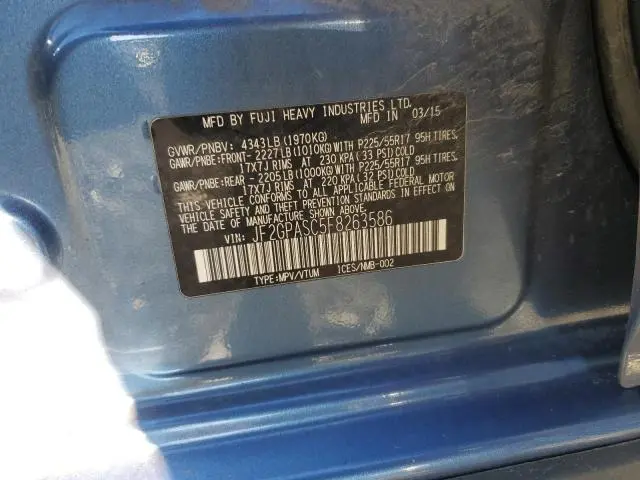 MFD BY FUJI HEAVY INDUSTRIES LTD.
MFD IN 03/15
GVWR/PNBV: 4343LB(1970KG)
GAWR/PNBE:FRONT- 2227LB(1010KG)WITH P225/55R17 95H TIRES,
17X7J RIMS AT 230 KPA(33 PSI)COLD
GAWR/PNBE:REAR - 2205LB(1000KG)WITH P225/55R17 95H TIRES,
17X7J RIMS AT 220 KPA(32 PSI)COLD
THIS VEHICLE CONFORMS TO ALL APPLICABLE FEDERAL MOTOR
VEHICLE SAFETY AND THEFT PREVENTION STANDARDS IN EFFECT ON
THE DATE OF MANUFACTURE SHOWN ABOVE.
VIN: JF2GPASC5F8263586
TYPE:MPV/VTUM ICES/NMB-002